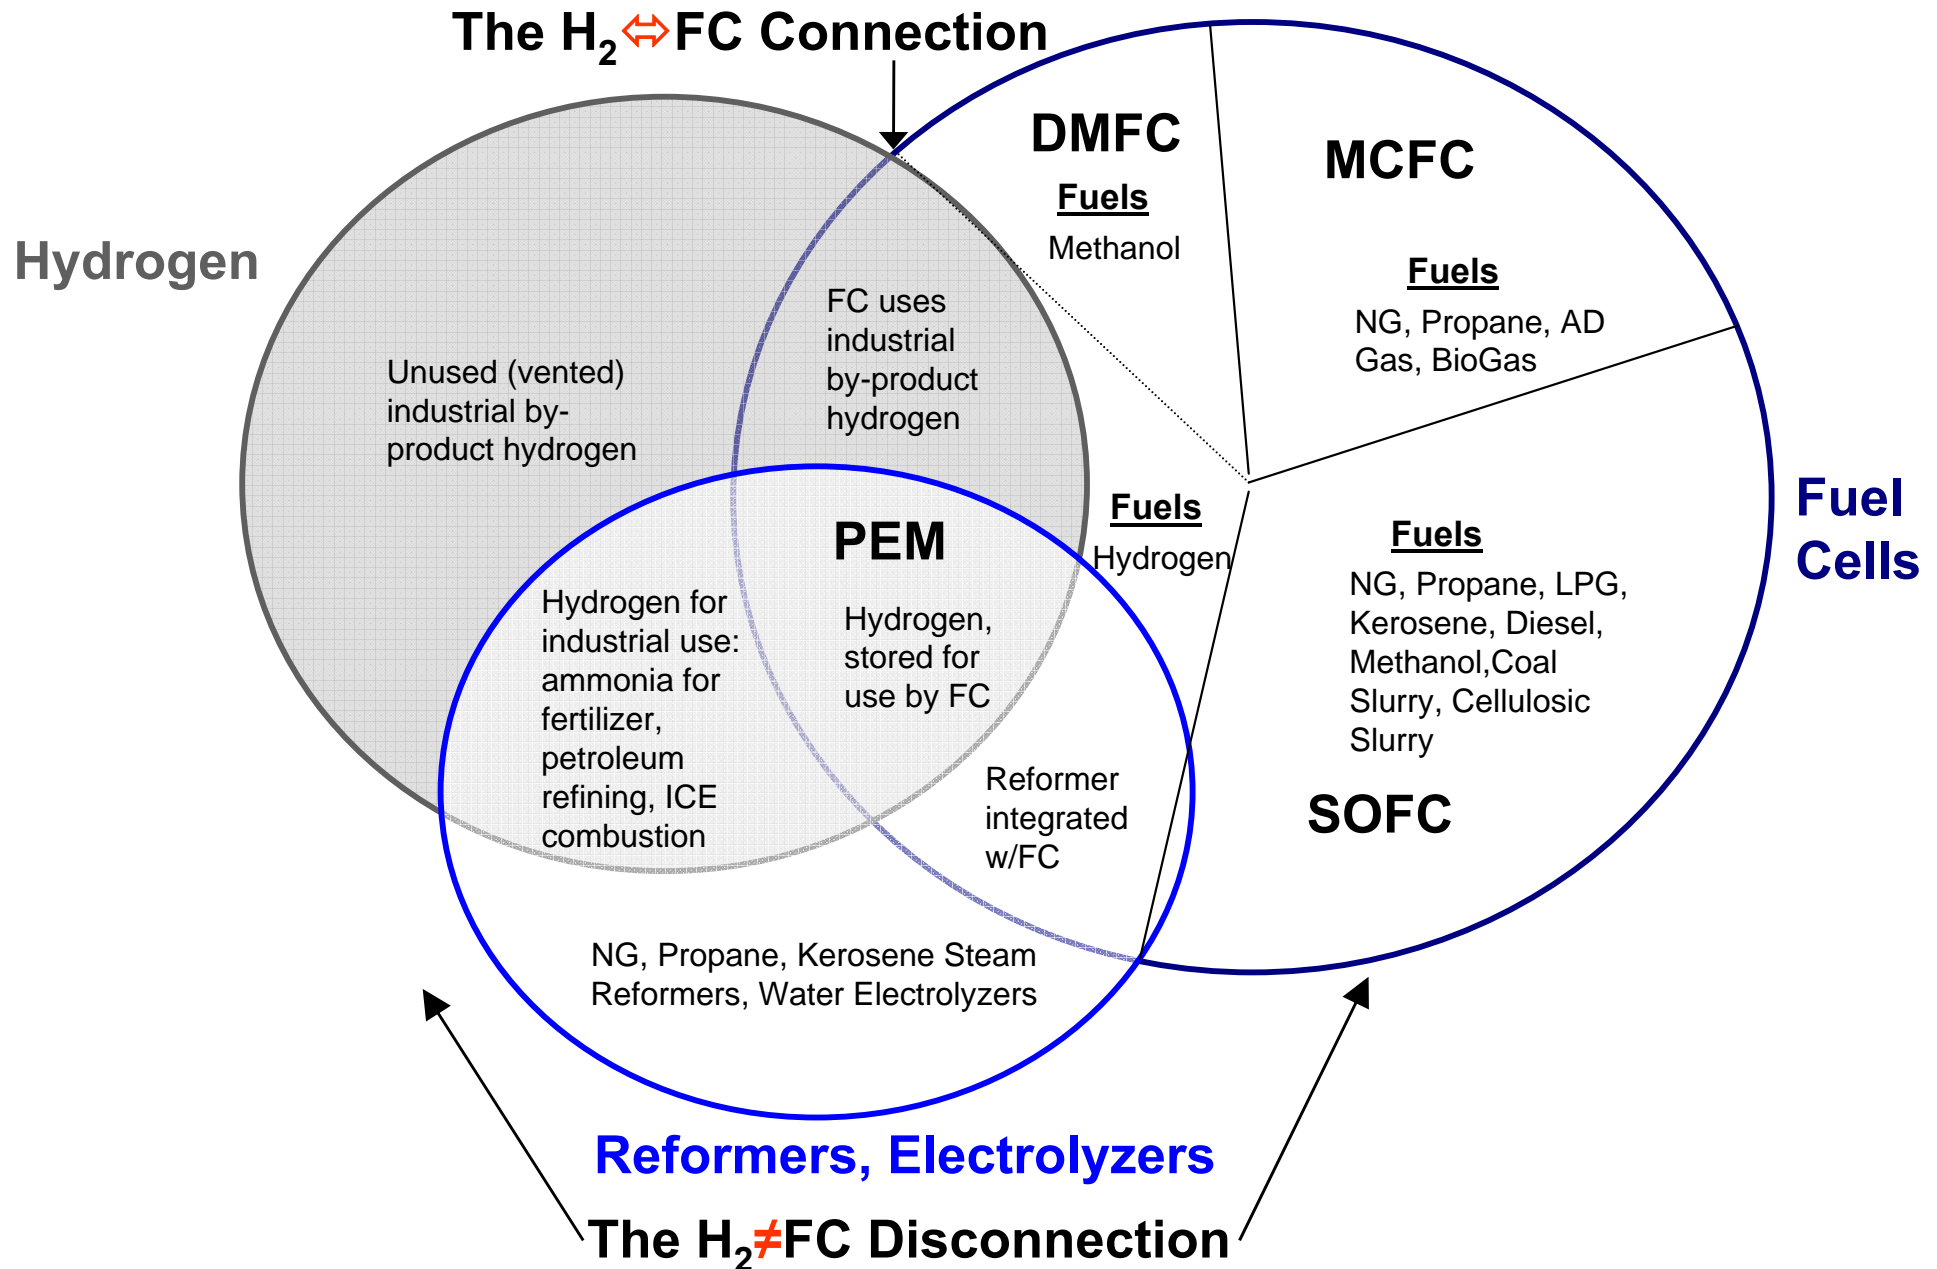 The H₂⇔FC Connection
Hydrogen
DMFC
Fuels
Methanol
MCFC
Fuels
NG, Propane, AD
Gas, BioGas
FC uses
industrial
by-product
hydrogen
Unused (vented)
industrial by-
product hydrogen
Fuel
Cells
Fuels
Hydrogen
PEM
Hydrogen,
stored for
use by FC
Hydrogen for
industrial use:
ammonia for
fertilizer,
petroleum
refining, ICE
combustion
Fuels
NG, Propane, LPG,
Kerosene, Diesel,
Methanol,Coal
Slurry, Cellulosic
Slurry
SOFC
Reformer
integrated
w/FC
NG, Propane, Kerosene Steam
Reformers, Water Electrolyzers
Reformers, Electrolyzers
The H₂≠FC Disconnection